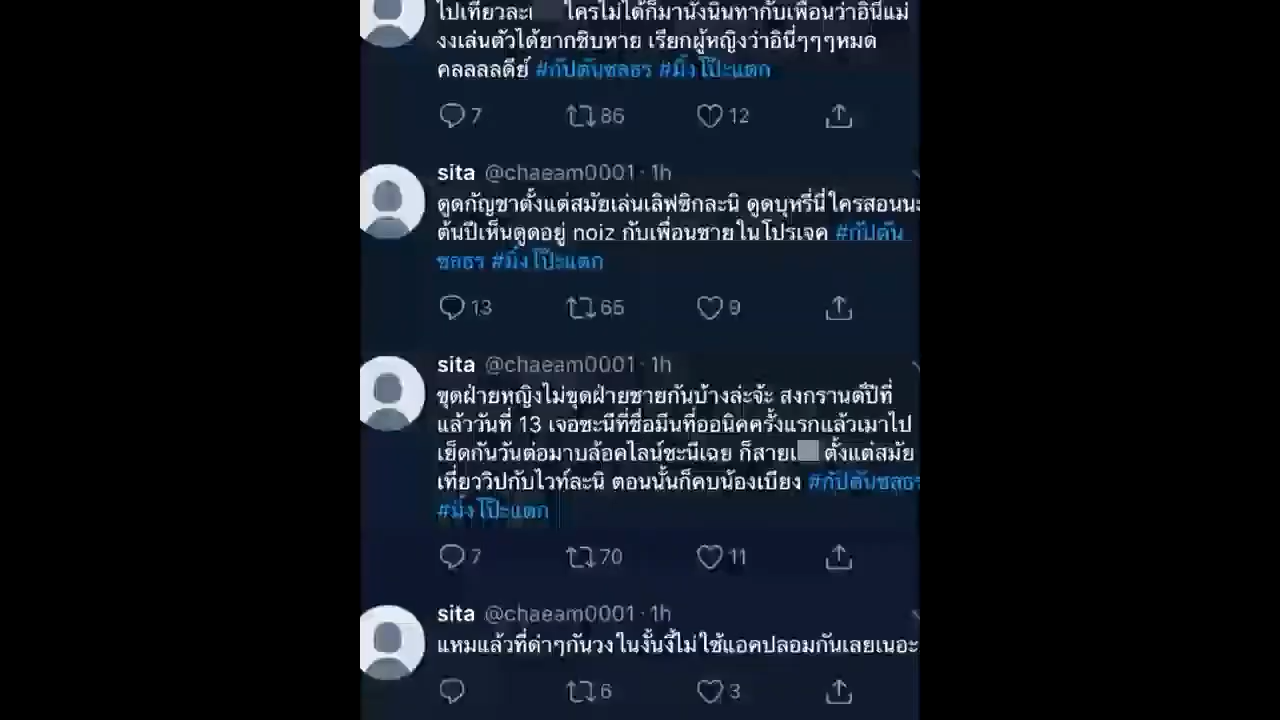 ไปเที่ยวละเ ใครไม่ได้ก็มานั่งนินทากับเพื่อนว่าอินี่แม่
งงเล่นตัวได้ยากชิบหาย เรียกผู้หญิงว่าอินี่ๆๆๆหมด
คลลลลดีย์ #กัปตันชลธร #มิ้งโป๊ะแตก
7 86 12
sita @chaeam0001 · 1h
ดูดกัญชาตั้งแต่สมัยเล่นเลิฟซิกละนิ ดูดบุหรี่นี่ใครสอนนะ
ต้นปีเห็นดูดอยู่ noiz กับเพื่อนชายในโปรเจค #กัปตัน
ชลธร #มิ้งโป๊ะแตก
13 65 9
sita @chaeam0001 · 1h
ขุดฝ่ายหญิงไม่ขุดฝ่ายชายกันบ้างล่ะจ้ะ สงกรานต์ปีที่
แล้ววันที่ 13 เจอชะนีที่ชื่อมีนที่ออนิคครั้งแรกแล้วเมาไป
เย็ดกันวันต่อมาบล้อคไลน์ชะนีเฉย ก็สายเ ตั้งแต่สมัย
เที่ยววิปกับไวท์ละนิ ตอนนั้นก็คบน้องเบียง #กัปตันชลธร
#มิ้งโป๊ะแตก
7 70 11
sita @chaeam0001 · 1h
แหมแล้วที่ด่าๆกันวงในงั้นงี้ไม่ใช้แอคปลอมกันเลยเนอะ
6 3